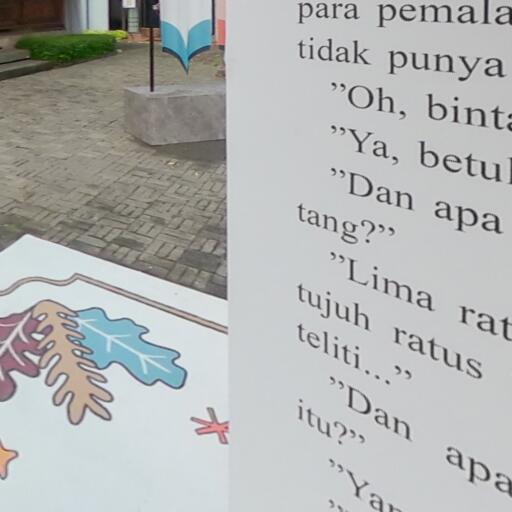 para pemala
tidak punya
”Oh, binta
”Ya, betul
”Dan apa
tang?”
”Lima rat
tujuh ratus
teliti...”
”Dan apa
itu?”
”Yan